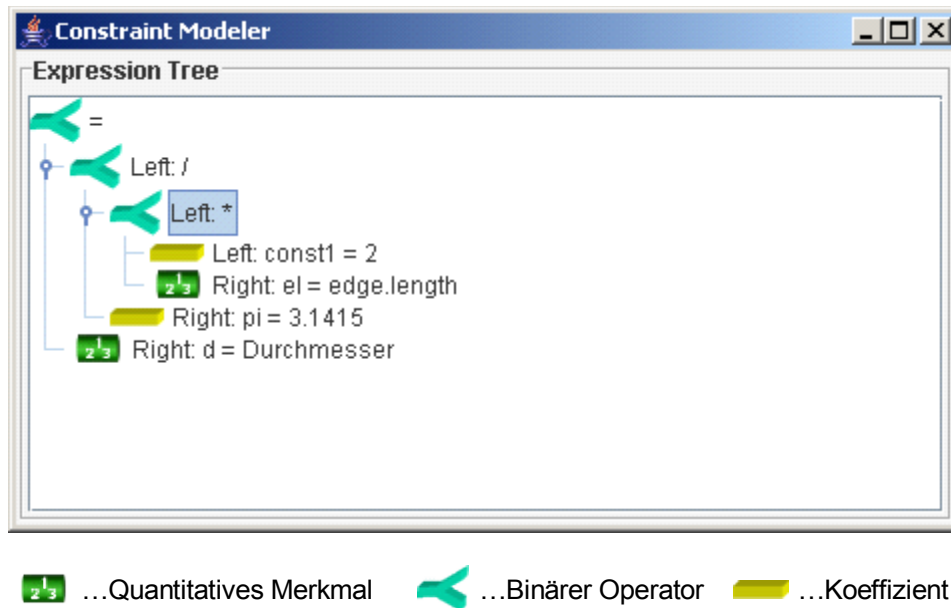 Constraint Modeler
Expression Tree
=
Left: /
Left: *
Left: const1 = 2
Right: el = edge.length
Right: pi = 3.1415
Right: d = Durchmesser
…Quantitatives Merkmal …Binärer Operator …Koeffizient